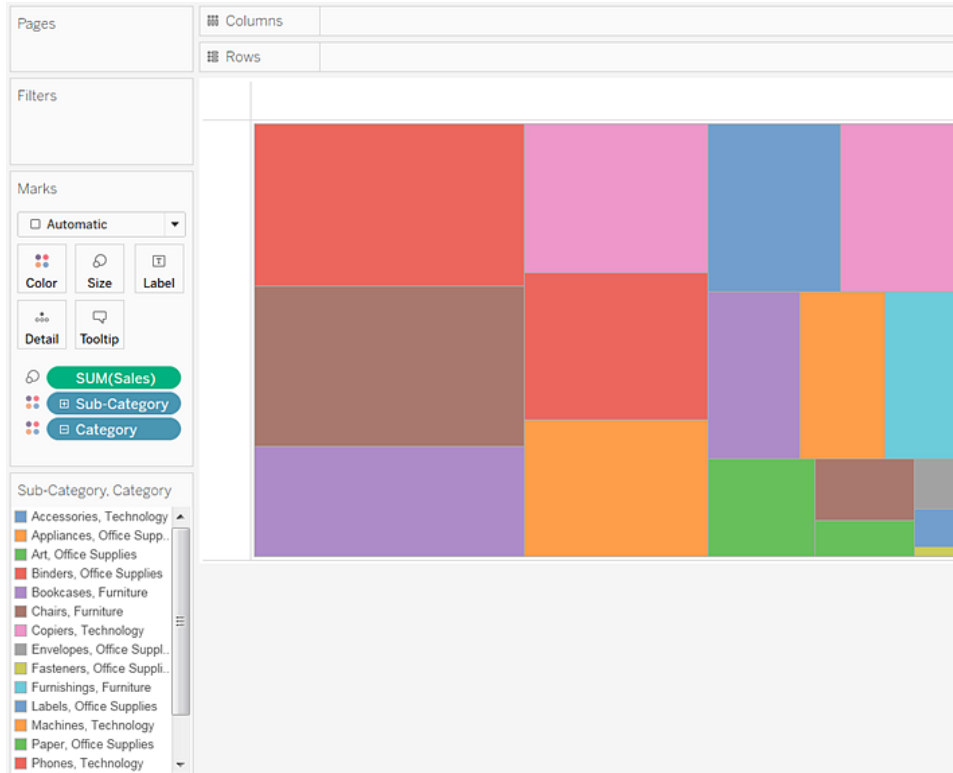 Pages
Columns
Rows
Filters
Marks
Automatic
Color Size Label
Detail Tooltip
SUM(Sales)
Sub-Category
Category
Sub-Category, Category
Accessories, Technology
Appliances, Office Supp..
Art, Office Supplies
Binders, Office Supplies
Bookcases, Furniture
Chairs, Furniture
Copiers, Technology
Envelopes, Office Suppl..
Fasteners, Office Suppli..
Furnishings, Furniture
Labels, Office Supplies
Machines, Technology
Paper, Office Supplies
Phones, Technology